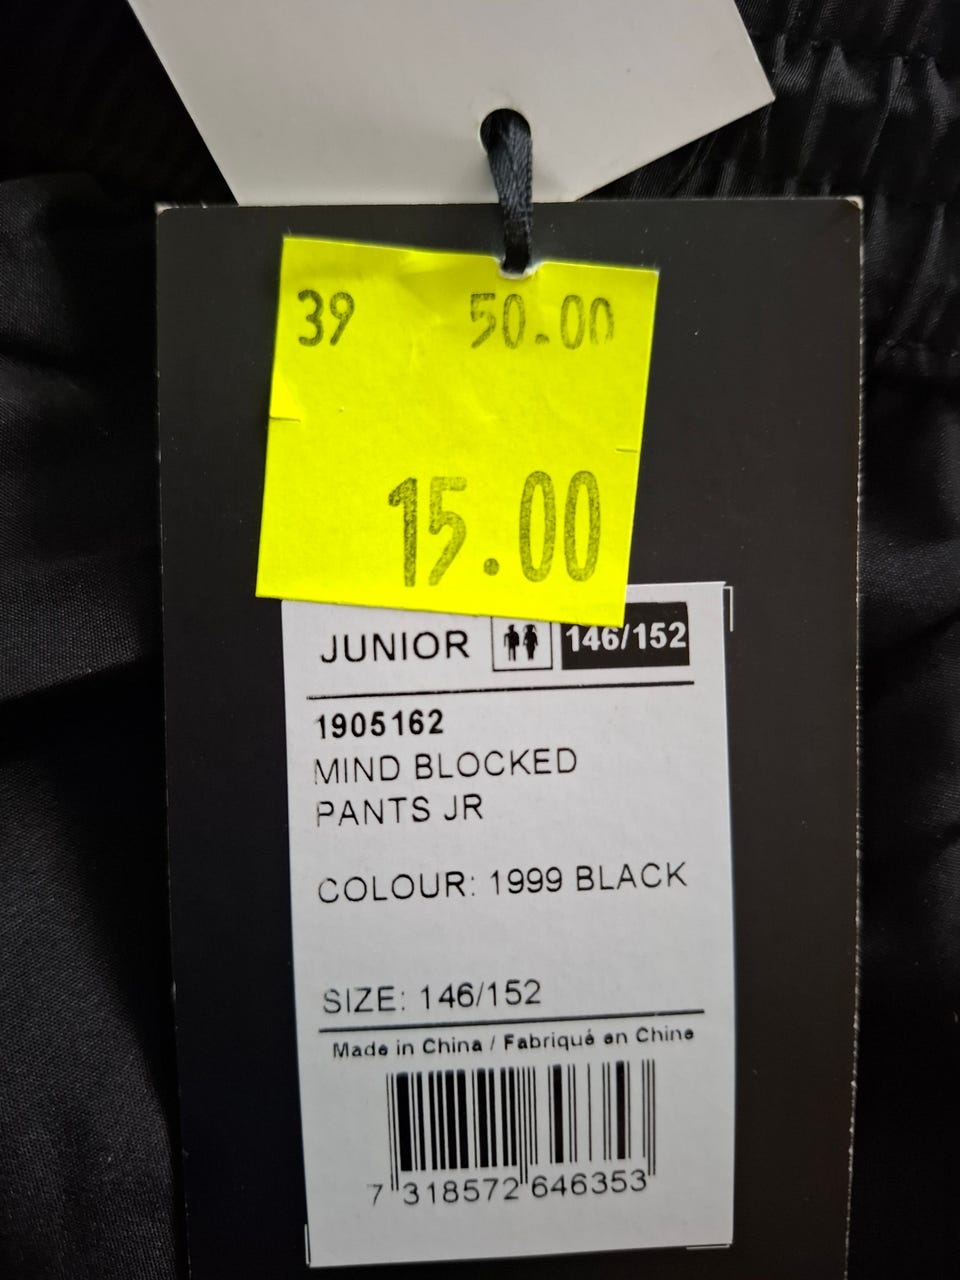 39 50.00
15.00
JUNIOR 146/152
1905162
MIND BLOCKED
PANTS JR
COLOUR: 1999 BLACK
SIZE: 146/152
Made in China / Fabriqué en Chine
7 318572 646353